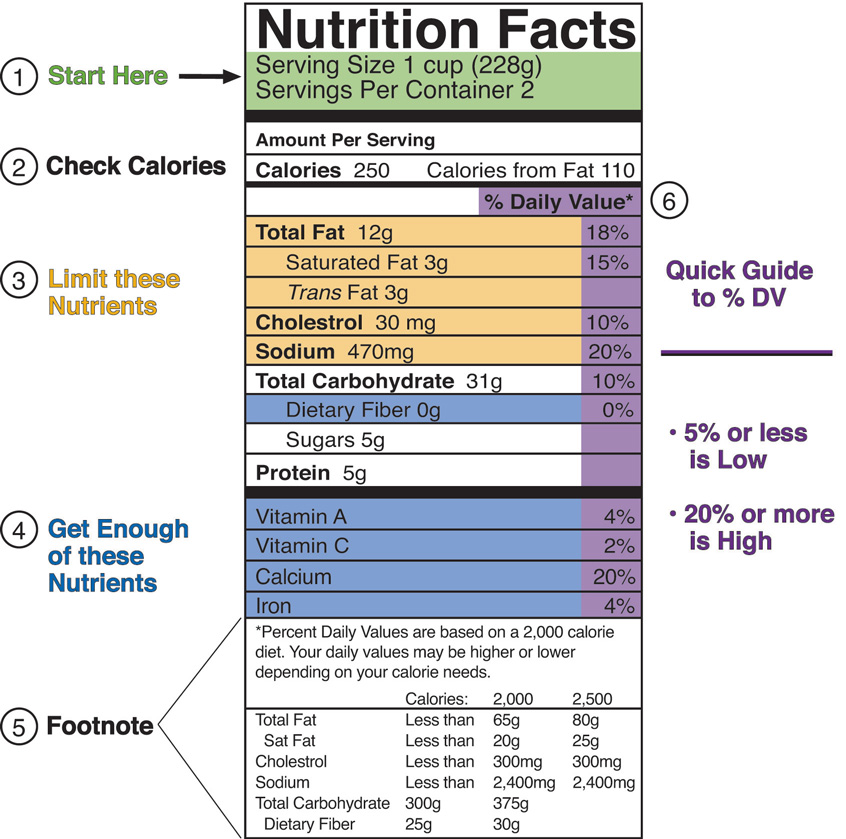 Nutrition Facts
1 Start Here
Serving Size 1 cup (228g)
Servings Per Container 2
Amount Per Serving
2 Check Calories
Calories 250 Calories from Fat 110
% Daily Value*
6
Quick Guide
to % DV
• 5% or less
is Low
• 20% or more
is High
3 Limit these
Nutrients
Total Fat 12g 18%
Saturated Fat 3g 15%
Trans Fat 3g
Cholestrol 30 mg 10%
Sodium 470mg 20%
Total Carbohydrate 31g 10%
Dietary Fiber 0g 0%
Sugars 5g
Protein 5g
4 Get Enough
of these
Nutrients
Vitamin A 4%
Vitamin C 2%
Calcium 20%
Iron 4%
5 Footnote
*Percent Daily Values are based on a 2,000 calorie
diet. Your daily values may be higher or lower
depending on your calorie needs.
Calories: 2,000 2,500
Total Fat Less than 65g 80g
Sat Fat Less than 20g 25g
Cholestrol Less than 300mg 300mg
Sodium Less than 2,400mg 2,400mg
Total Carbohydrate 300g 375g
Dietary Fiber 25g 30g